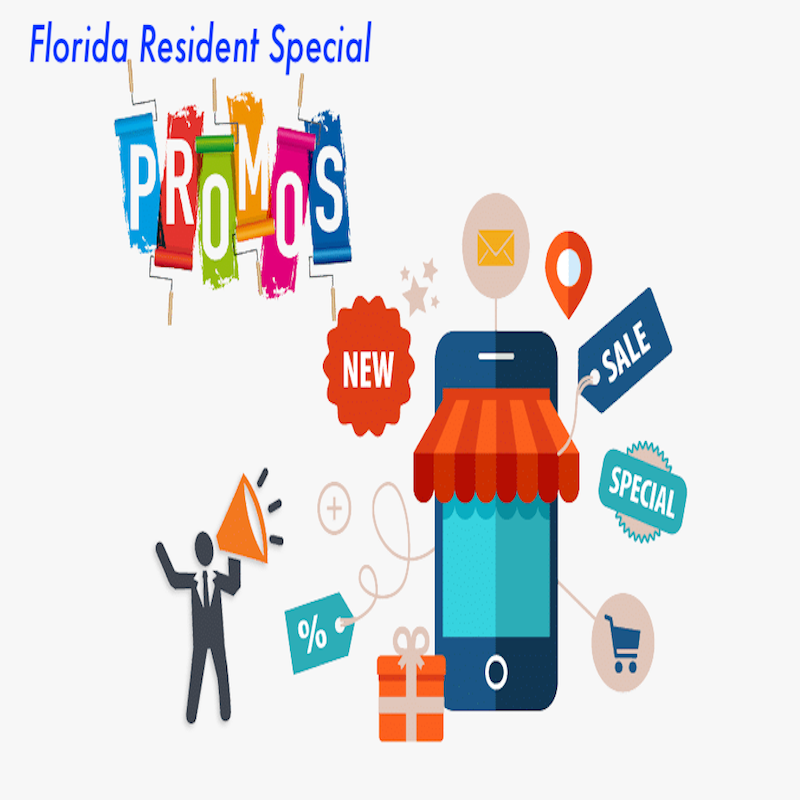 Florida Resident Special
PROMOS
NEW
SALE
SPECIAL
%